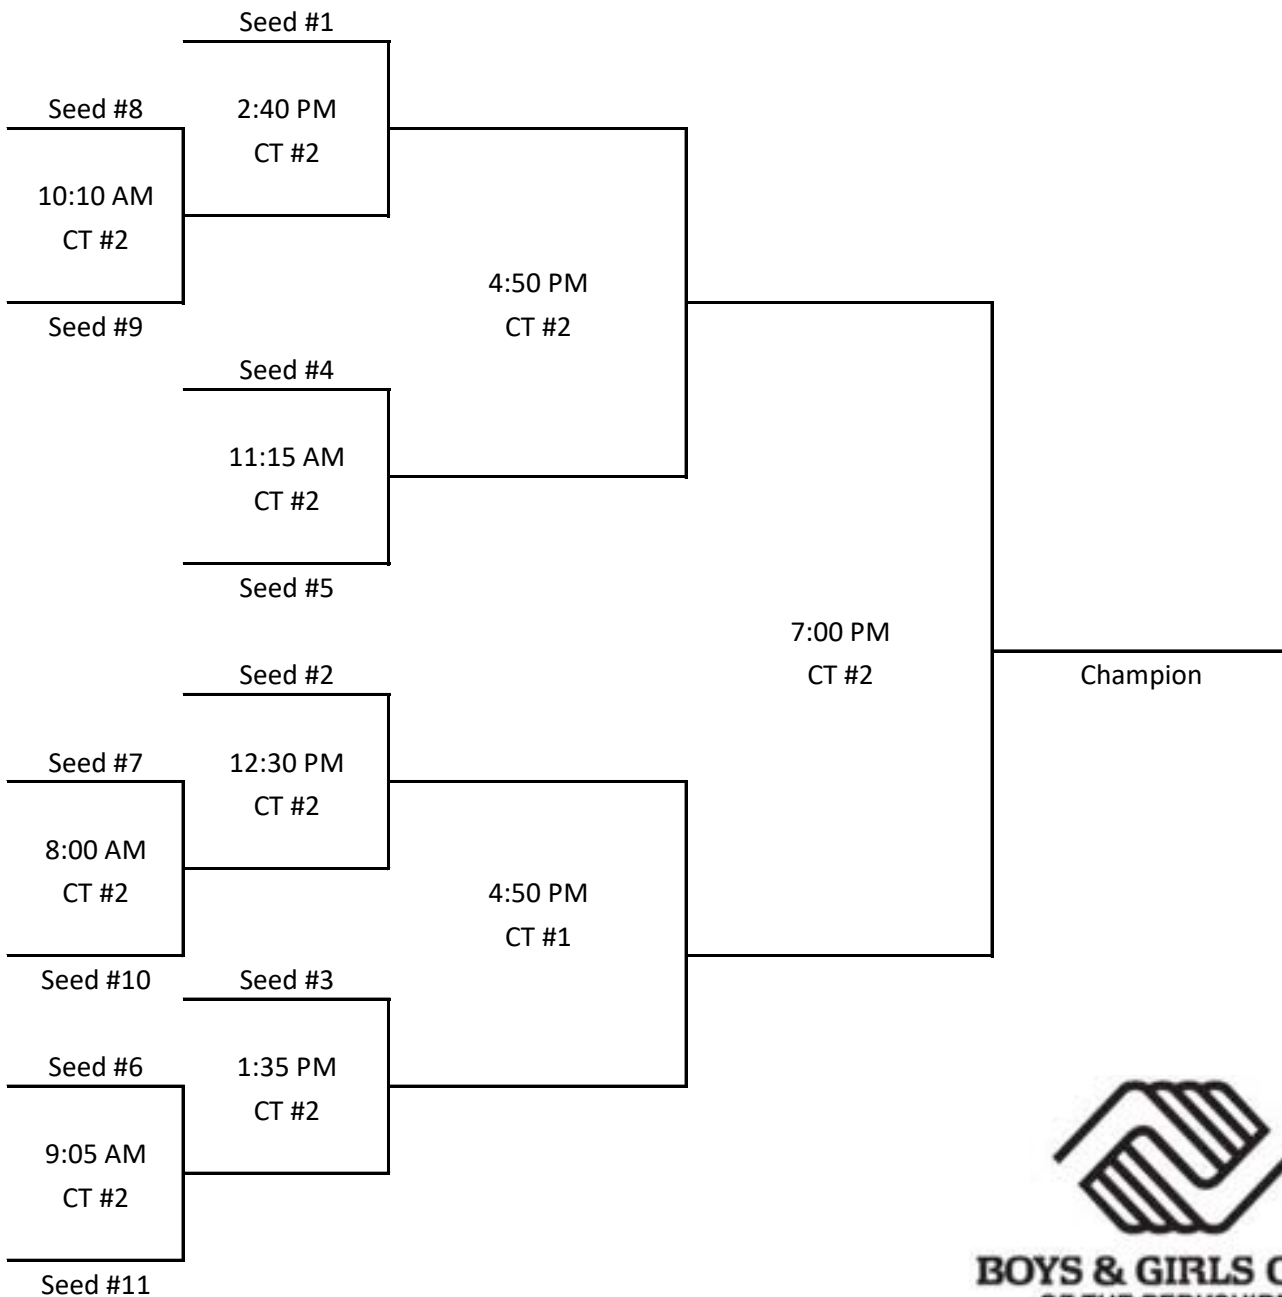 Seed #1
Seed #8
2:40 PM
CT #2
10:10 AM
CT #2
Seed #9
4:50 PM
CT #2
Seed #4
11:15 AM
CT #2
Seed #5
7:00 PM
CT #2
Champion
Seed #2
Seed #7
12:30 PM
CT #2
8:00 AM
CT #2
Seed #10
4:50 PM
CT #1
Seed #3
Seed #6
1:35 PM
CT #2
9:05 AM
CT #2
Seed #11
BOYS & GIRLS